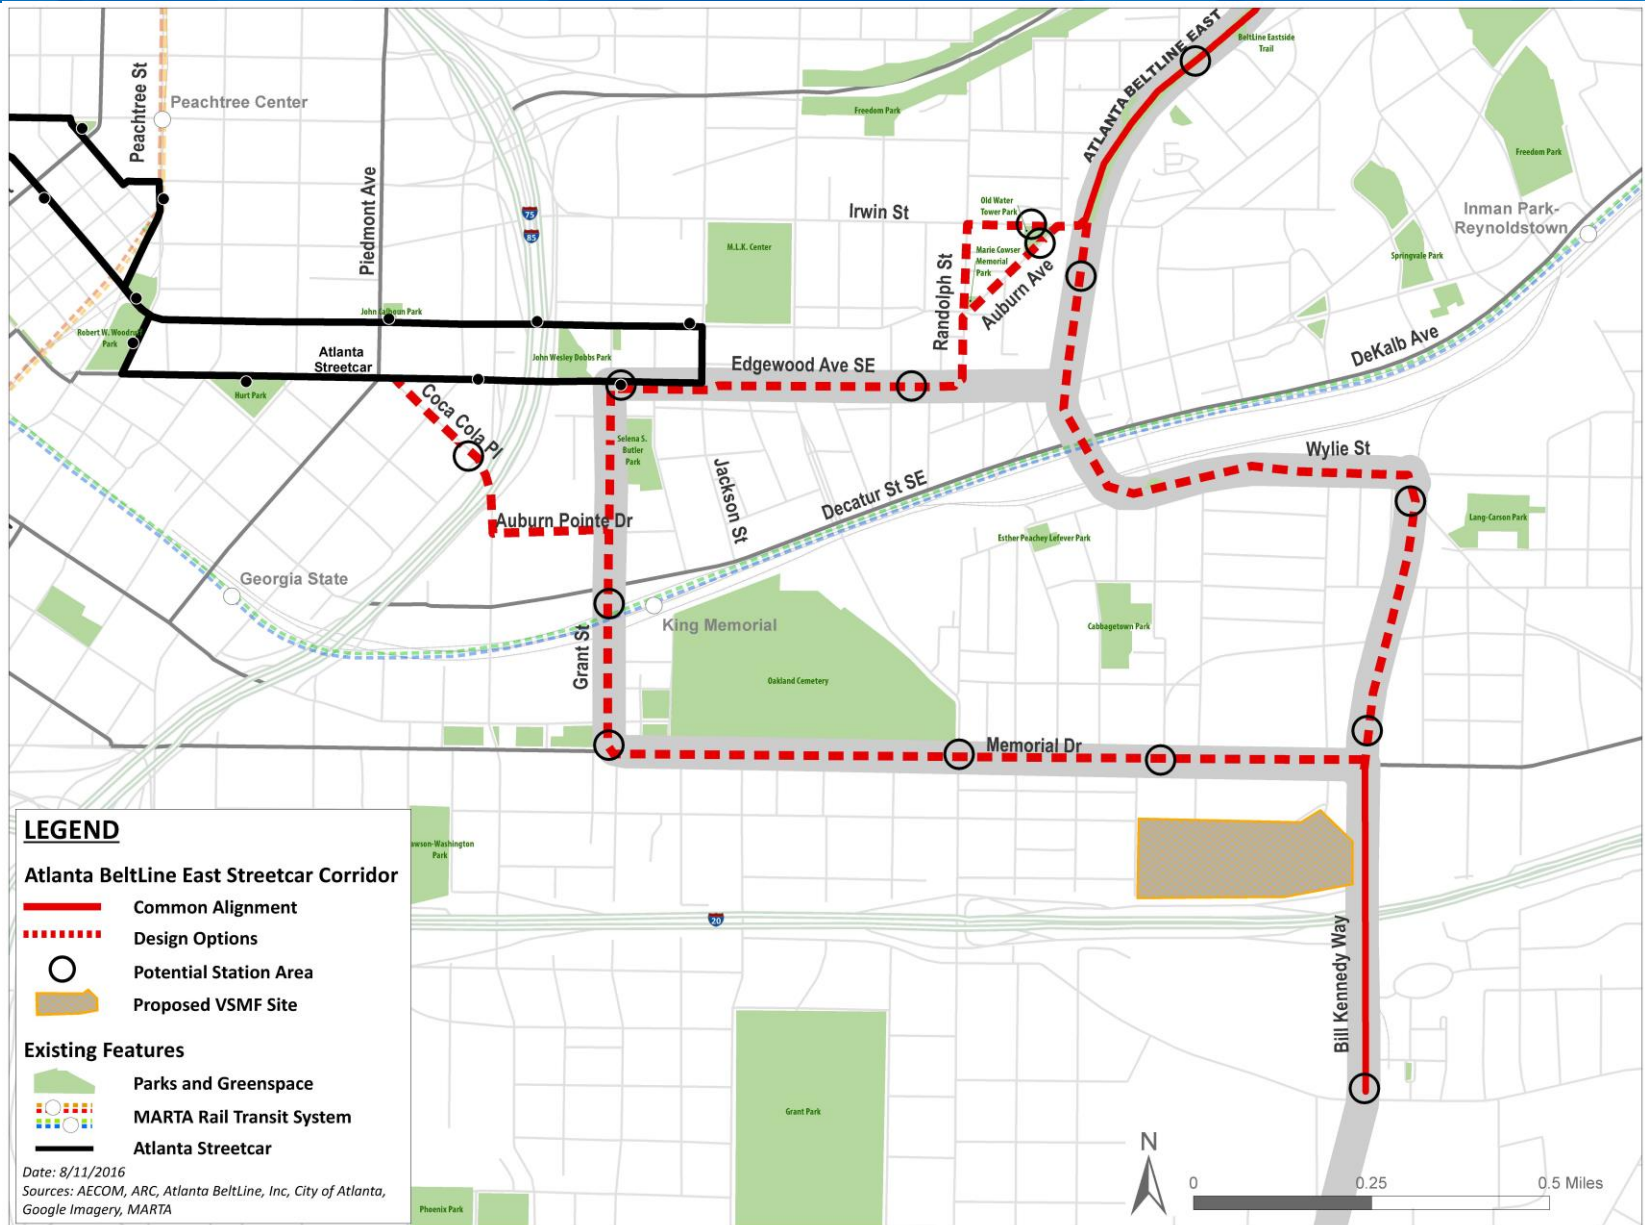 ATLANTA BELTLINE EAST
BeltLine Eastside
Trail
Peachtree St
Peachtree Center
Freedom Park
Freedom Park
Piedmont Ave
75
85
Irwin St
Old Water
Tower Park
Inman Park-
Reynoldstown
M.L.K. Center
Marie Cowser
Memorial
Park
Springvale Park
Randolph St
Auburn Ave
John Calhoun Park
Robert W. Woodruff
Park
Atlanta
Streetcar
John Wesley Dobbs Park
Edgewood Ave SE
DeKalb Ave
Hurt Park
Coca Cola Pl
Selena S.
Butler
Park
Jackson St
Wylie St
Decatur St SE
Auburn Pointe Dr
Lang-Carson Park
Esther Peachey Lefever Park
Georgia State
King Memorial
Cabbagetown Park
Grant St
Oakland Cemetery
Memorial Dr
LEGEND
Atlanta BeltLine East Streetcar Corridor
Common Alignment
Design Options
Potential Station Area
Proposed VSMF Site
Existing Features
Parks and Greenspace
MARTA Rail Transit System
Atlanta Streetcar
Date: 8/11/2016
Sources: AECOM, ARC, Atlanta BeltLine, Inc, City of Atlanta,
Google Imagery, MARTA
awson-Washington
Park
20
Bill Kennedy Way
Grant Park
Phoenix Park
N
0 0.25 0.5 Miles